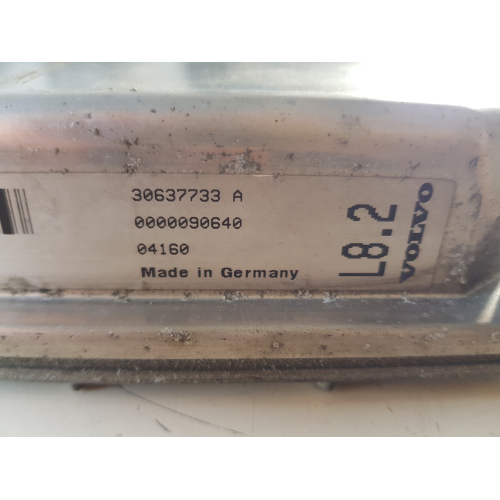 30637733 A
0000090640
04160
Made in Germany
L8.2
VOLVO